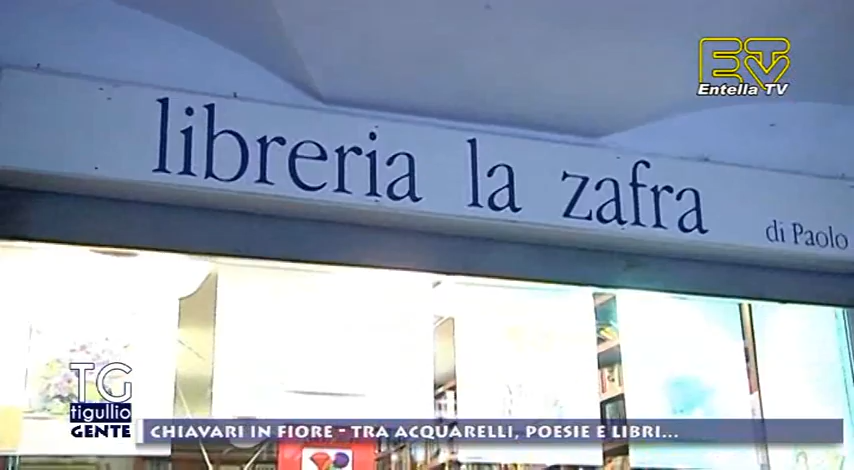 ETV
Entella TV
libreria la zafra
di Paolo
TG
tigullio
GENTE
CHIAVARI IN FIORE - TRA ACQUARELLI, POESIE E LIBRI...